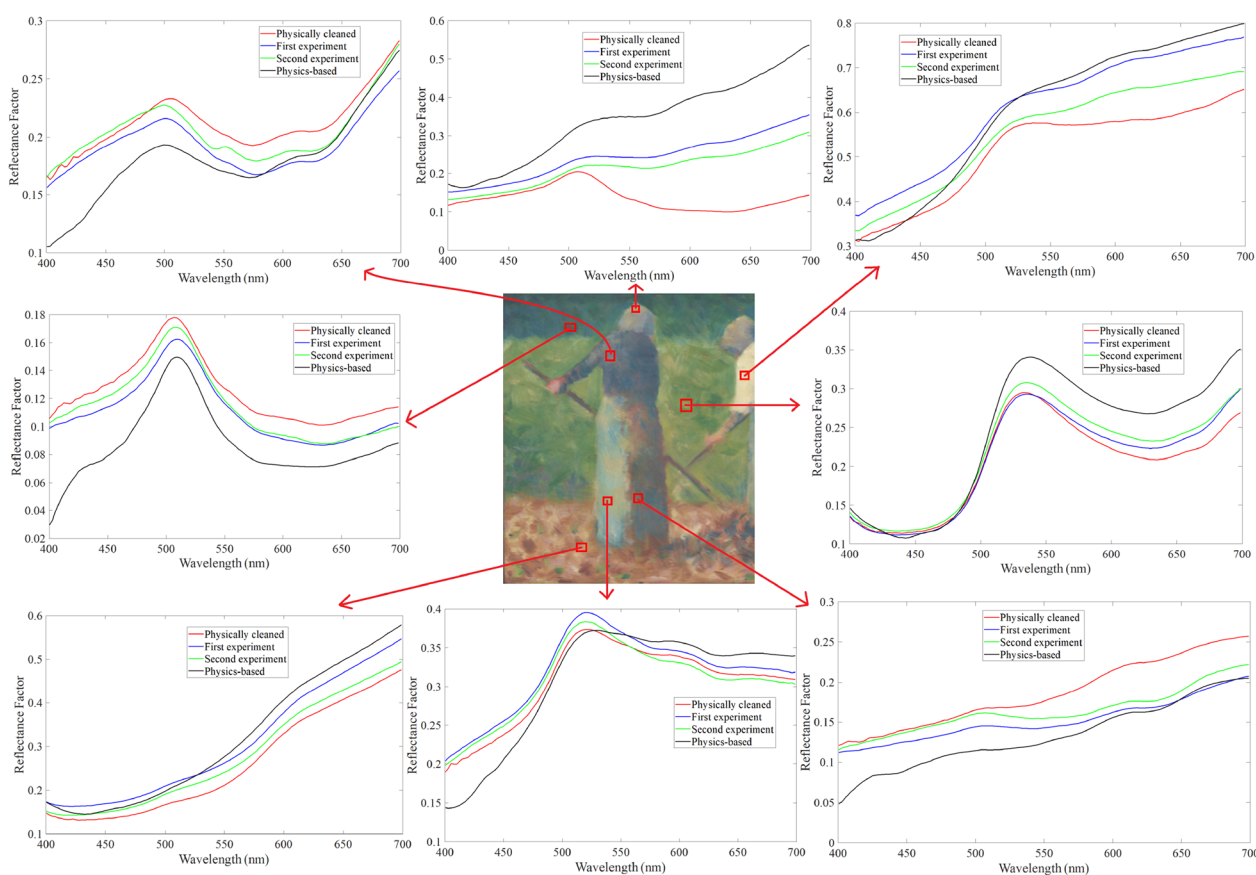 0.3
0.25
0.2
0.15
0.1
Reflectance Factor
Physically cleaned
First experiment
Second experiment
Physics-based
400 450 500 550 600 650 700
Wavelength (nm)
0.6
0.5
0.4
0.3
0.2
0.1
0
Reflectance Factor
Physically cleaned
First experiment
Second experiment
Physics-based
400 450 500 550 600 650 700
Wavelength (nm)
0.8
0.7
0.6
0.5
0.4
0.3
Reflectance Factor
Physically cleaned
First experiment
Second experiment
Physics-based
400 450 500 550 600 650 700
Wavelength (nm)
0.18
0.16
0.14
0.12
0.1
0.08
0.06
0.04
0.02
Reflectance Factor
Physically cleaned
First experiment
Second experiment
Physics-based
400 450 500 550 600 650 700
Wavelength (nm)
0.4
0.35
0.3
0.25
0.2
0.15
0.1
Reflectance Factor
Physically cleaned
First experiment
Second experiment
Physics-based
400 450 500 550 600 650 700
Wavelength (nm)
0.6
0.5
0.4
0.3
0.2
0.1
Reflectance Factor
Physically cleaned
First experiment
Second experiment
Physics-based
400 450 500 550 600 650 700
Wavelength (nm)
0.4
0.35
0.3
0.25
0.2
0.15
0.1
Reflectance Factor
Physically cleaned
First experiment
Second experiment
Physics-based
400 450 500 550 600 650 700
Wavelength (nm)
0.3
0.25
0.2
0.15
0.1
0.05
0
Reflectance Factor
Physically cleaned
First experiment
Second experiment
Physics-based
400 450 500 550 600 650 700
Wavelength (nm)